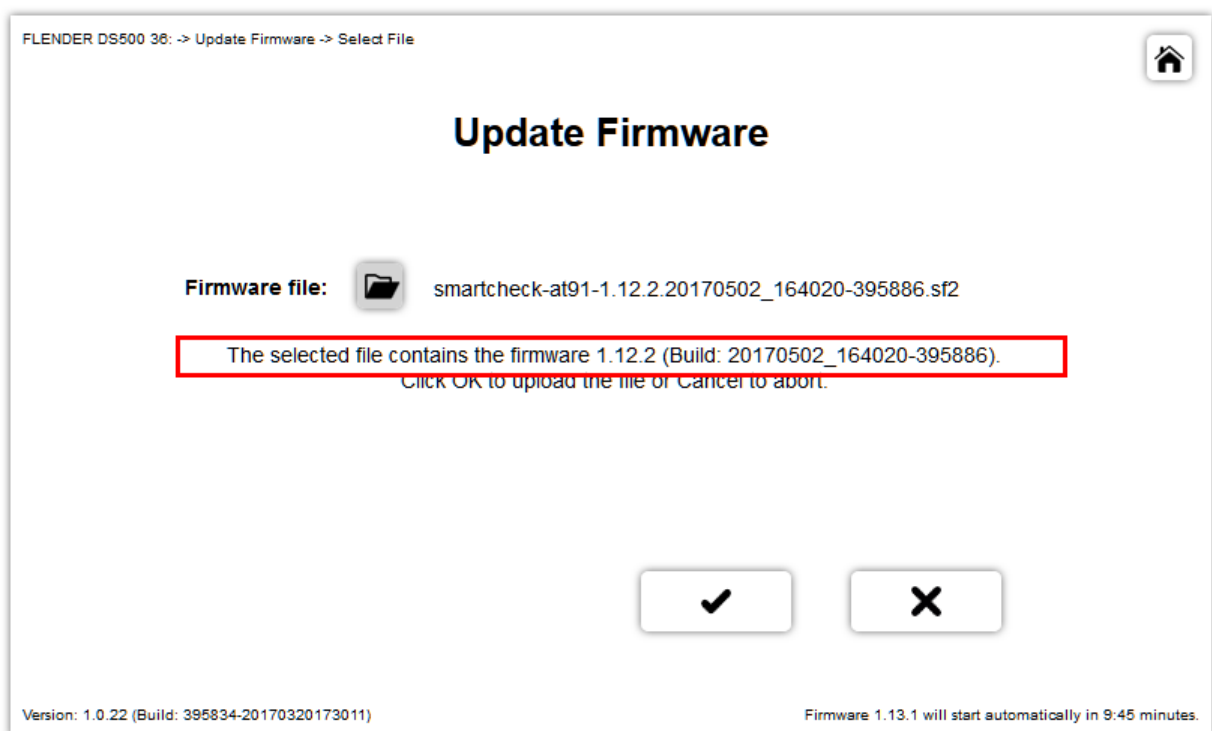 FLENDER DS500 36: -> Update Firmware -> Select File
Update Firmware
Firmware file: smartcheck-at91-1.12.2.20170502_164020-395886.sf2
The selected file contains the firmware 1.12.2 (Build: 20170502_164020-395886).
Click OK to upload the file or Cancel to abort.
Version: 1.0.22 (Build: 395834-20170320173011)
Firmware 1.13.1 will start automatically in 9:45 minutes.